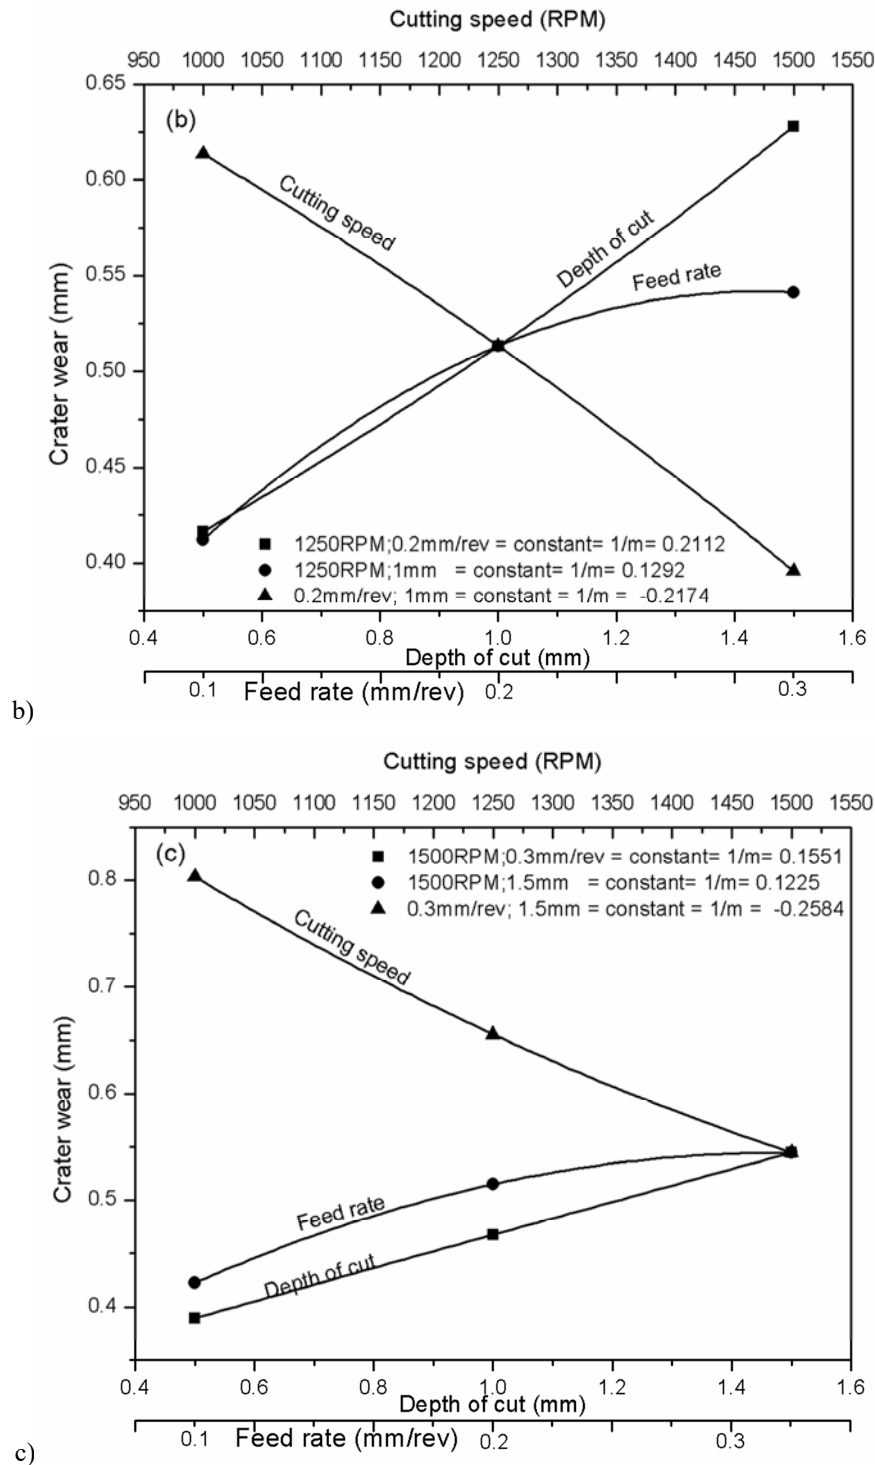 Cutting speed (RPM)
950 1000 1050 1100 1150 1200 1250 1300 1350 1400 1450 1500 1550
0.65
(b)
0.60
Cutting speed
Depth of cut
0.55
Feed rate
0.50
Crater wear (mm)
0.45
1250RPM;0.2mm/rev = constant= 1/m= 0.2112
1250RPM;1mm = constant= 1/m= 0.1292
0.40
0.2mm/rev; 1mm = constant = 1/m = -0.2174
0.4 0.6 0.8 1.0 1.2 1.4 1.6
Depth of cut (mm)
0.1 Feed rate (mm/rev) 0.2 0.3
b)
Cutting speed (RPM)
950 1000 1050 1100 1150 1200 1250 1300 1350 1400 1450 1500 1550
(c)
1500RPM;0.3mm/rev = constant= 1/m= 0.1551
1500RPM;1.5mm = constant= 1/m= 0.1225
0.3mm/rev; 1.5mm = constant = 1/m = -0.2584
0.8
Cutting speed
0.7
Crater wear (mm)
0.6
0.5
Feed rate
Depth of cut
0.4
0.4 0.6 0.8 1.0 1.2 1.4 1.6
Depth of cut (mm)
0.1 Feed rate (mm/rev) 0.2 0.3
c)